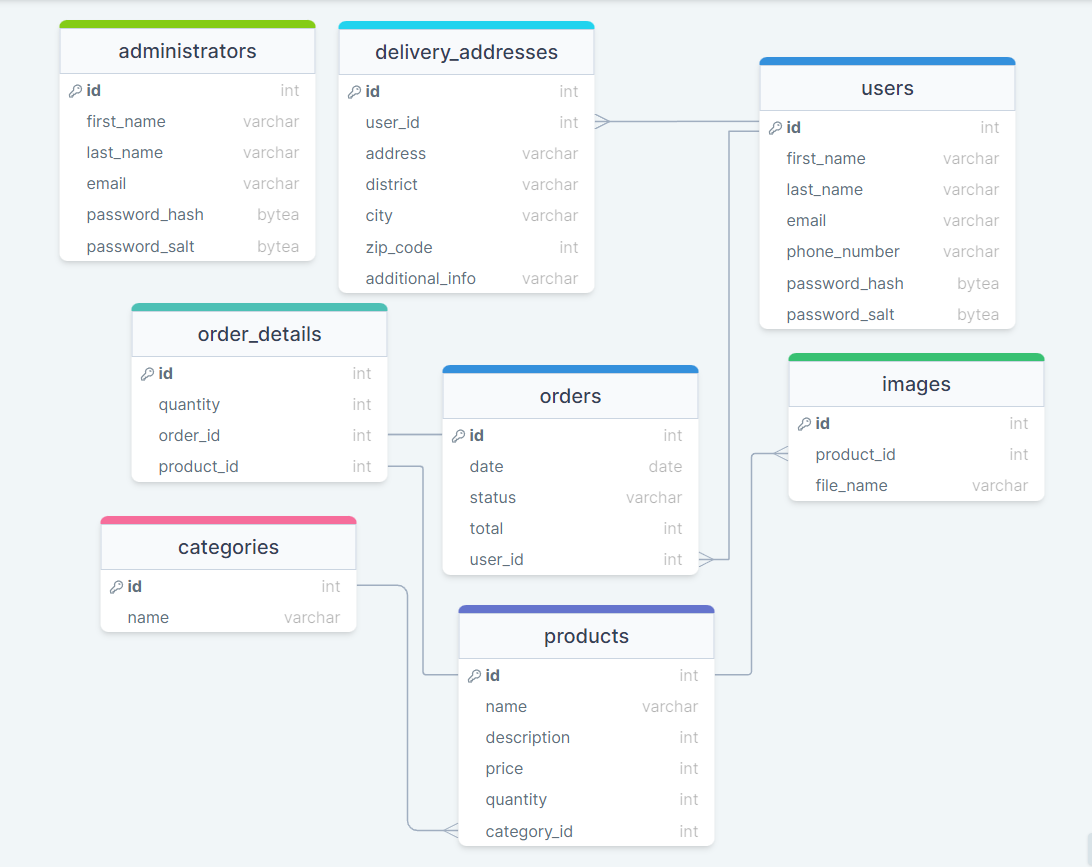 administrators
id int
first_name varchar
last_name varchar
email varchar
password_hash bytea
password_salt bytea
delivery_addresses
id int
user_id int
address varchar
district varchar
city varchar
zip_code int
additional_info varchar
users
id int
first_name varchar
last_name varchar
email varchar
phone_number varchar
password_hash bytea
password_salt bytea
order_details
id int
quantity int
order_id int
product_id int
orders
id int
date date
status varchar
total int
user_id int
images
id int
product_id int
file_name varchar
categories
id int
name varchar
products
id int
name varchar
description int
price int
quantity int
category_id int